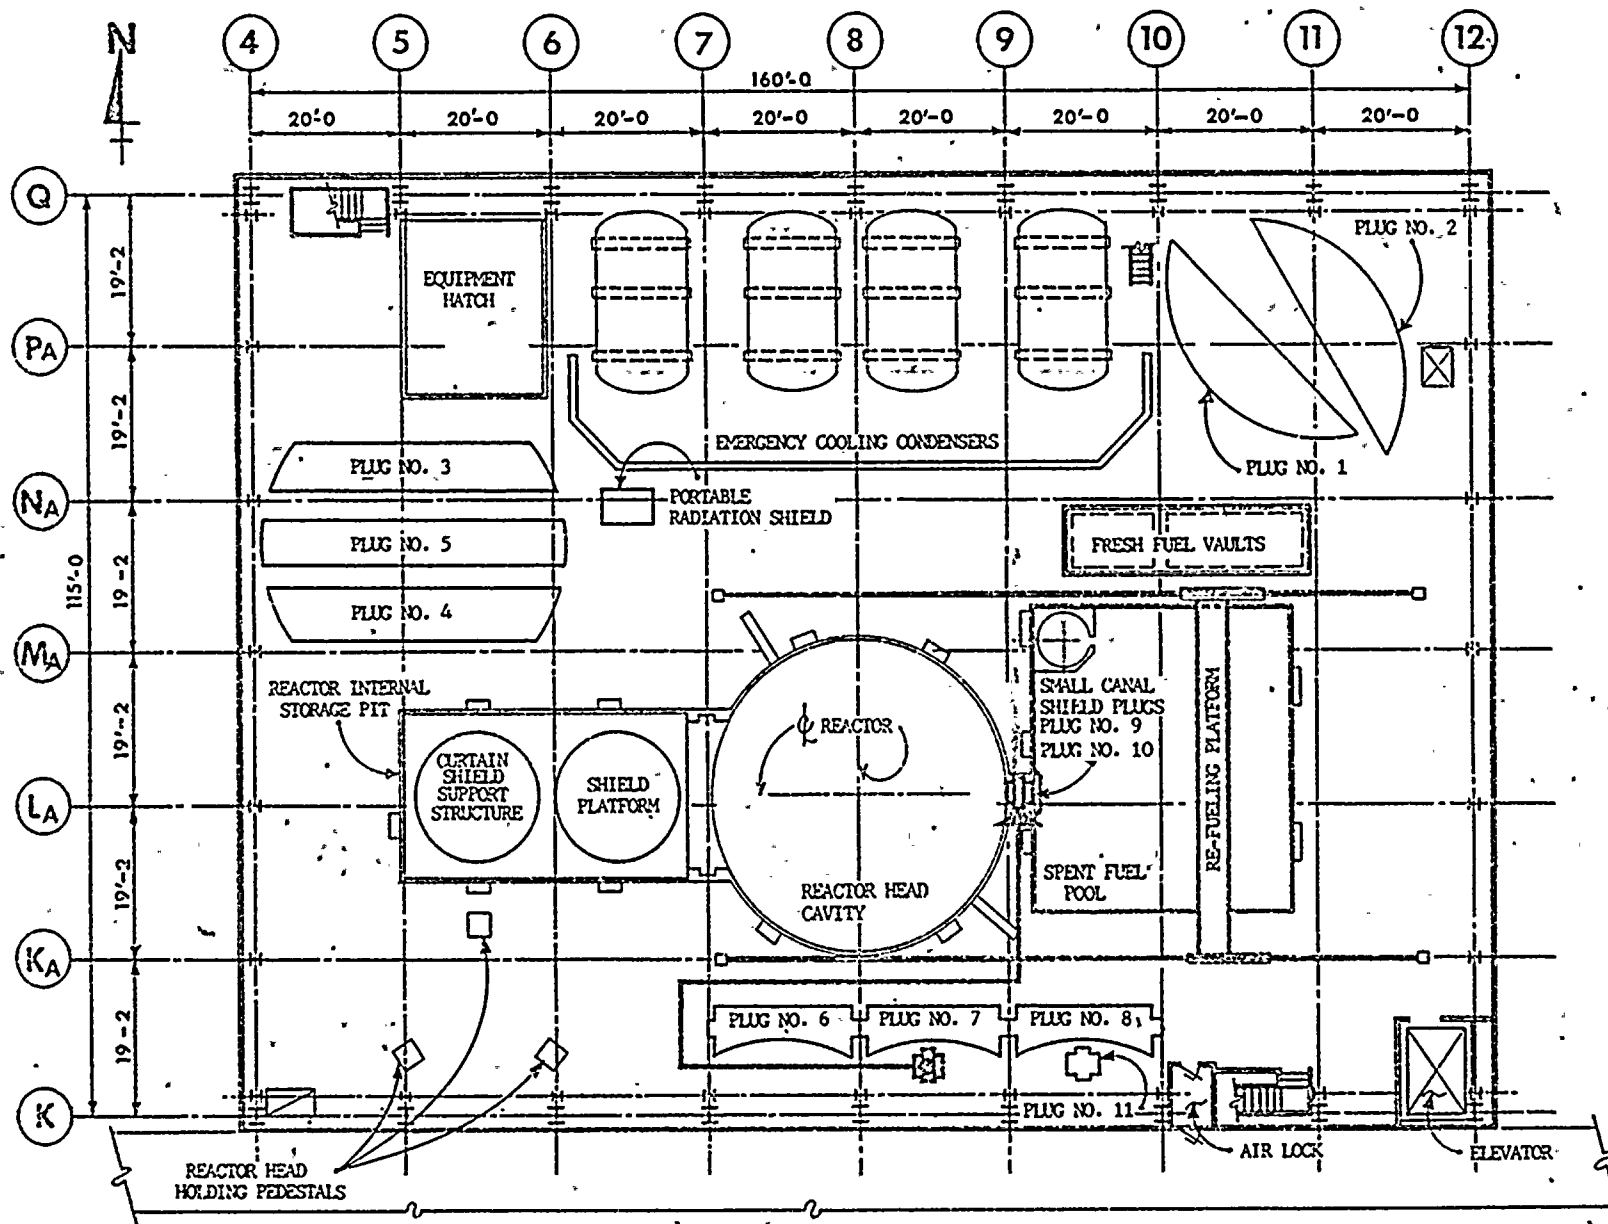 N
4 5 6 7 8 9 10 11 12
160'-0
20'-0 20'-0 20'-0 20'-0 20'-0 20'-0 20'-0 20'-0
Q
PLUG NO. 2
19'-2
EQUIPMENT
HATCH
PA
19'-2
EMERGENCY COOLING CONDENSERS
PLUG NO. 3
PLUG NO. 1
NA
PORTABLE
RADIATION SHIELD
PLUG NO. 5
FRESH FUEL VAULTS
115'-0
19'-2
PLUG NO. 4
MA
REACTOR INTERNAL
STORAGE PIT
SMALL CANAL
SHIELD PLUGS
PLUG NO. 9
PLUG NO. 10
19'-2
℄ REACTOR
RE-FUELING PLATFORM
CURTAIN
SHIELD
SUPPORT
STRUCTURE
SHIELD
PLATFORM
LA
19'-2
REACTOR HEAD
CAVITY
SPENT FUEL
POOL
KA
19'-2
PLUG NO. 6
PLUG NO. 7
PLUG NO. 8
PLUG NO. 11
K
AIR LOCK
ELEVATOR
REACTOR HEAD
HOLDING PEDESTALS